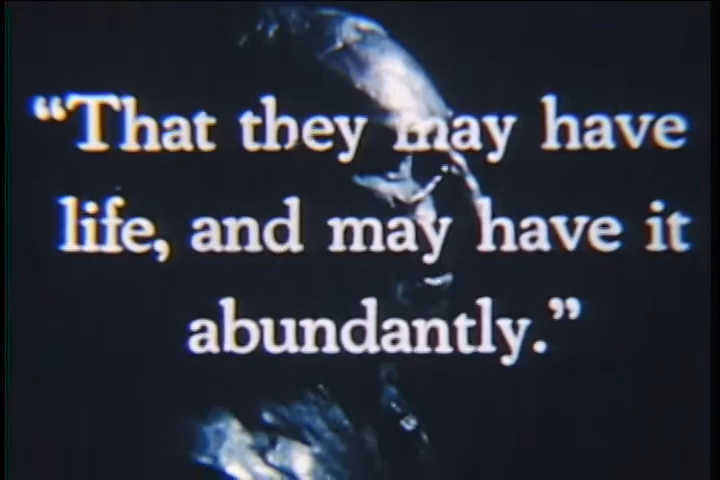 “That they may have
life, and may have it
abundantly.”